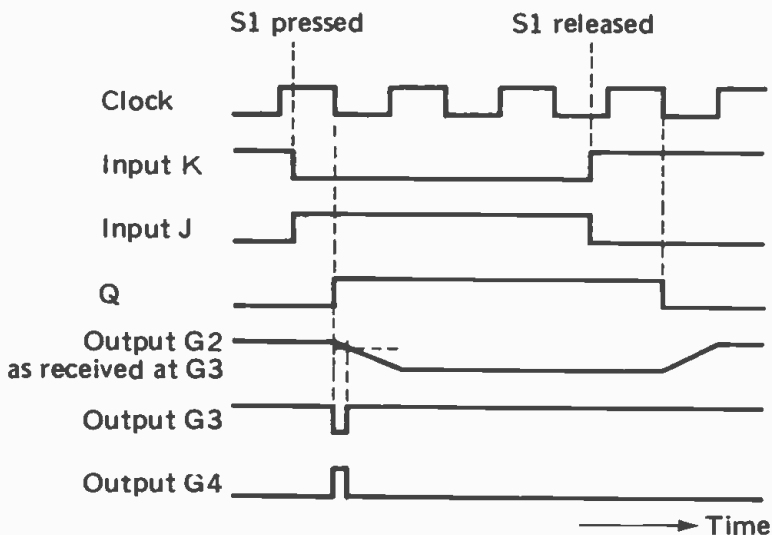 S1 pressed
S1 released
Clock
Input K
Input J
Q
Output G2
as received at G3
Output G3
Output G4
Time